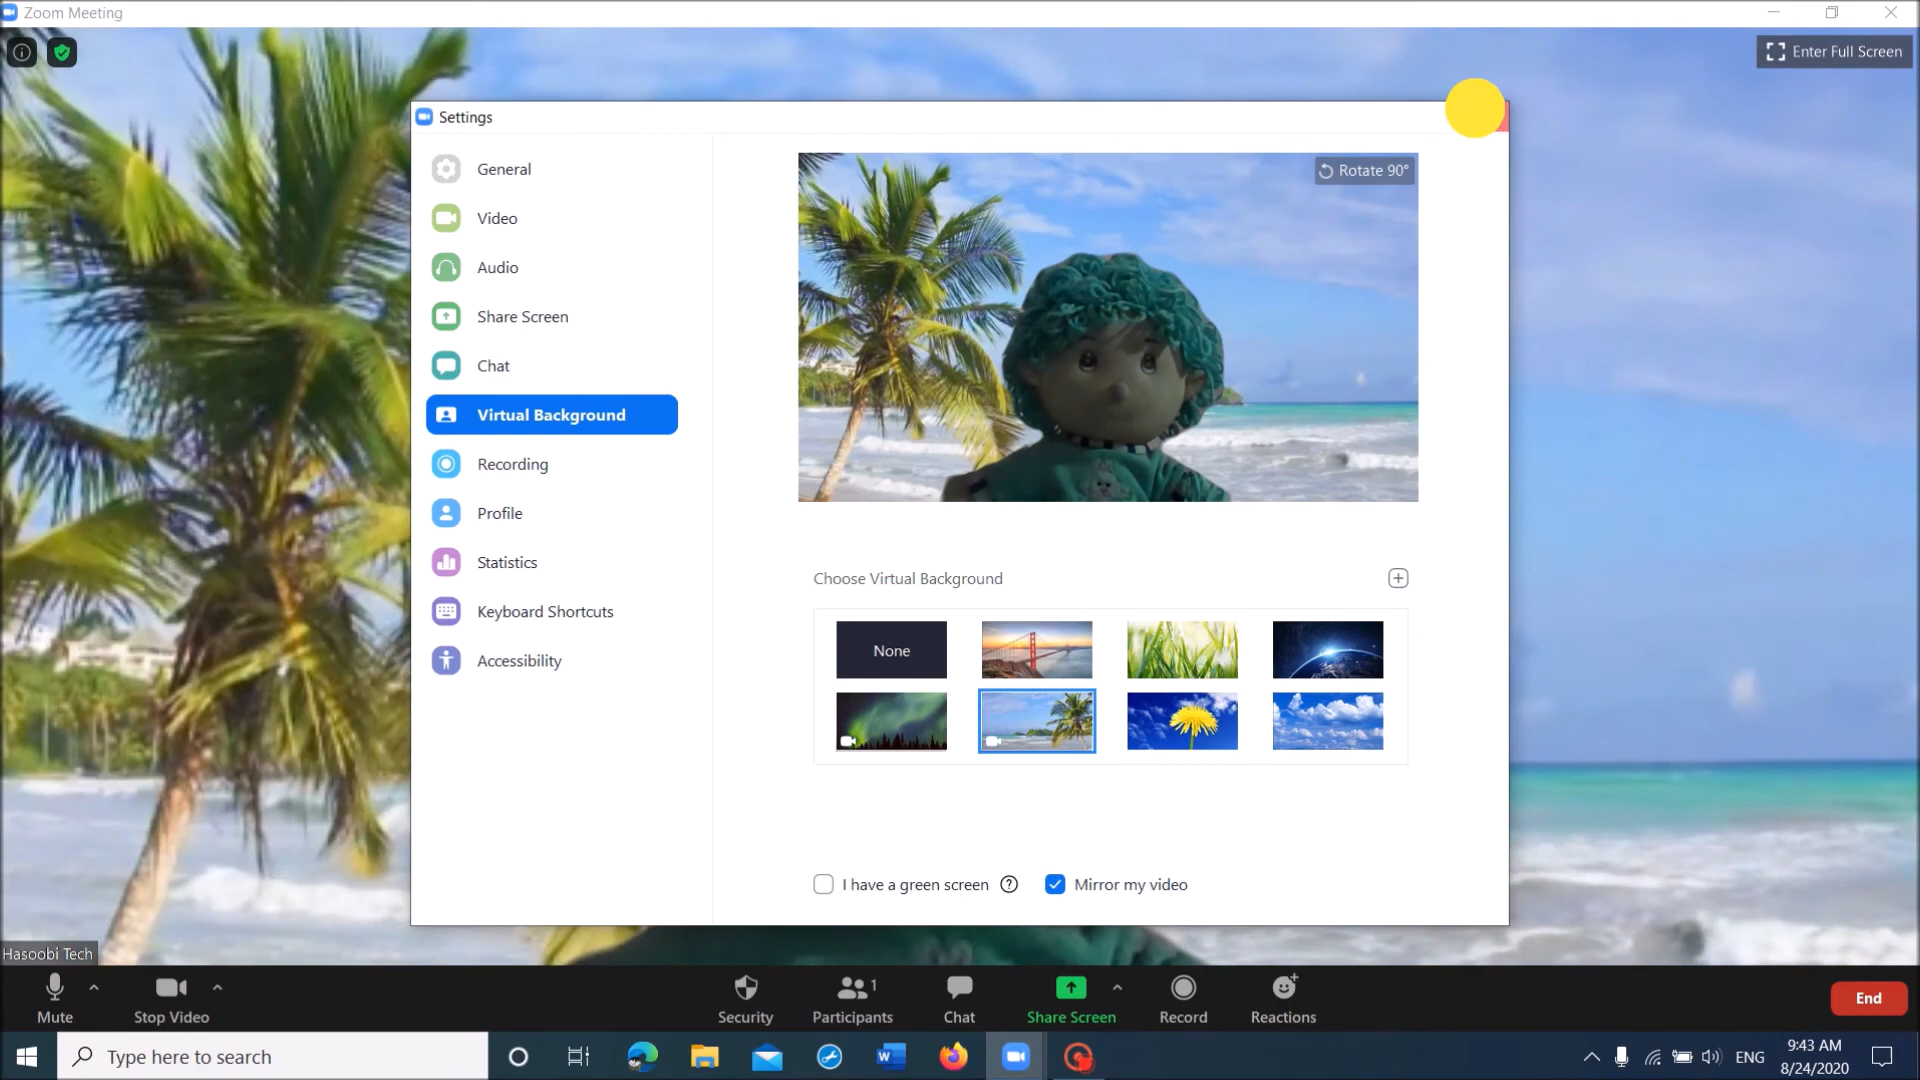 Zoom Meeting
Enter Full Screen
Settings
General
Video
Audio
Share Screen
Chat
Virtual Background
Recording
Profile
Statistics
Keyboard Shortcuts
Accessibility
Rotate 90°
Choose Virtual Background
None
I have a green screen
Mirror my video
Hasoobi Tech
Mute
Stop Video
Security
1
Participants
Chat
Share Screen
Record
Reactions
End
Type here to search
ENG
9:43 AM
8/24/2020